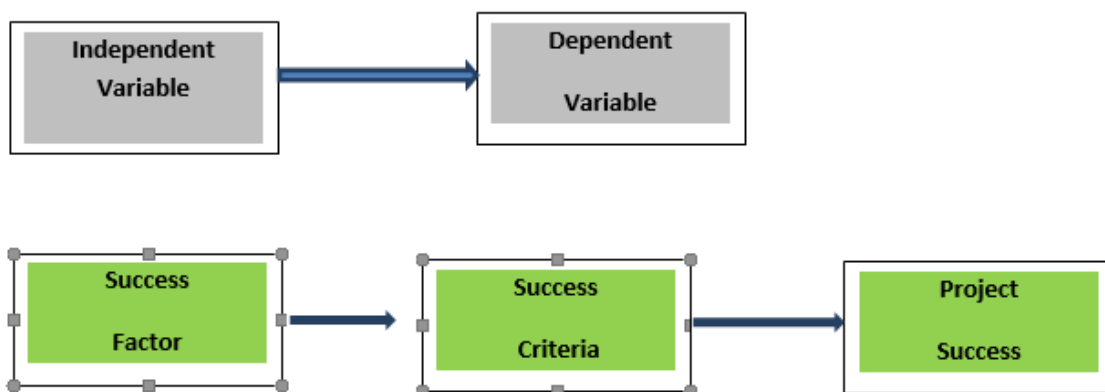 Independent
Variable
Dependent
Variable
Success
Factor
Success
Criteria
Project
Success